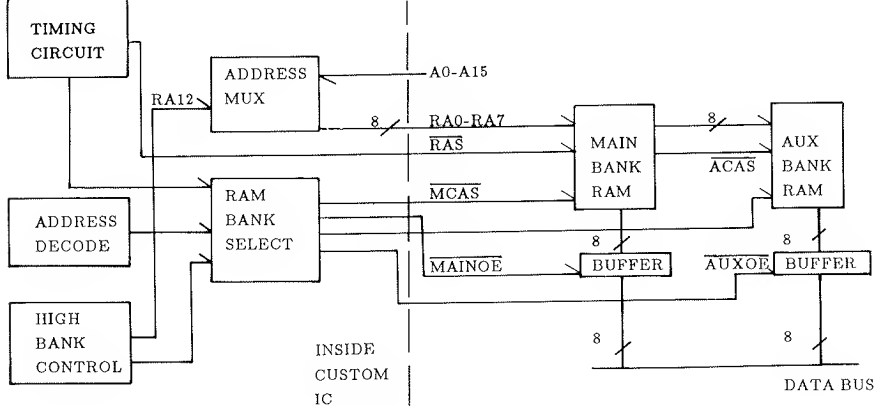 TIMING
CIRCUIT
ADDRESS
MUX
A0-A15
RA12
8
RA0-RA7
RAS
8
MAIN
BANK
RAM
AUX
BANK
RAM
ACAS
RAM
BANK
SELECT
MCAS
ADDRESS
DECODE
8
8
MAINOE
BUFFER
AUXOE
BUFFER
HIGH
BANK
CONTROL
INSIDE
CUSTOM
IC
8
8
DATA BUS